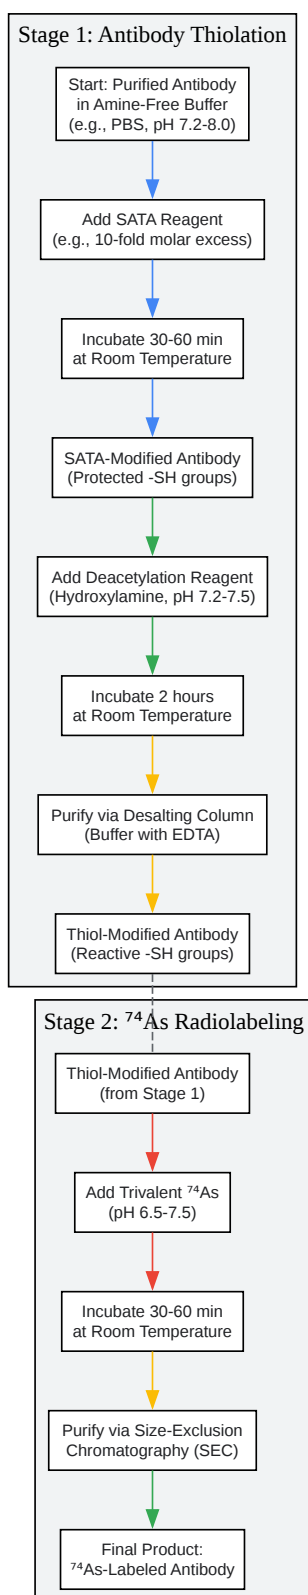 Stage 1: Antibody Thiolation
Start: Purified Antibody
in Amine-Free Buffer
(e.g., PBS, pH 7.2-8.0)
Add SATA Reagent
(e.g., 10-fold molar excess)
Incubate 30-60 min
at Room Temperature
SATA-Modified Antibody
(Protected -SH groups)
Add Deacetylation Reagent
(Hydroxylamine, pH 7.2-7.5)
Incubate 2 hours
at Room Temperature
Purify via Desalting Column
(Buffer with EDTA)
Thiol-Modified Antibody
(Reactive -SH groups)
Stage 2: ⁷⁴As Radiolabeling
Thiol-Modified Antibody
(from Stage 1)
Add Trivalent ⁷⁴As
(pH 6.5-7.5)
Incubate 30-60 min
at Room Temperature
Purify via Size-Exclusion
Chromatography (SEC)
Final Product:
⁷⁴As-Labeled Antibody